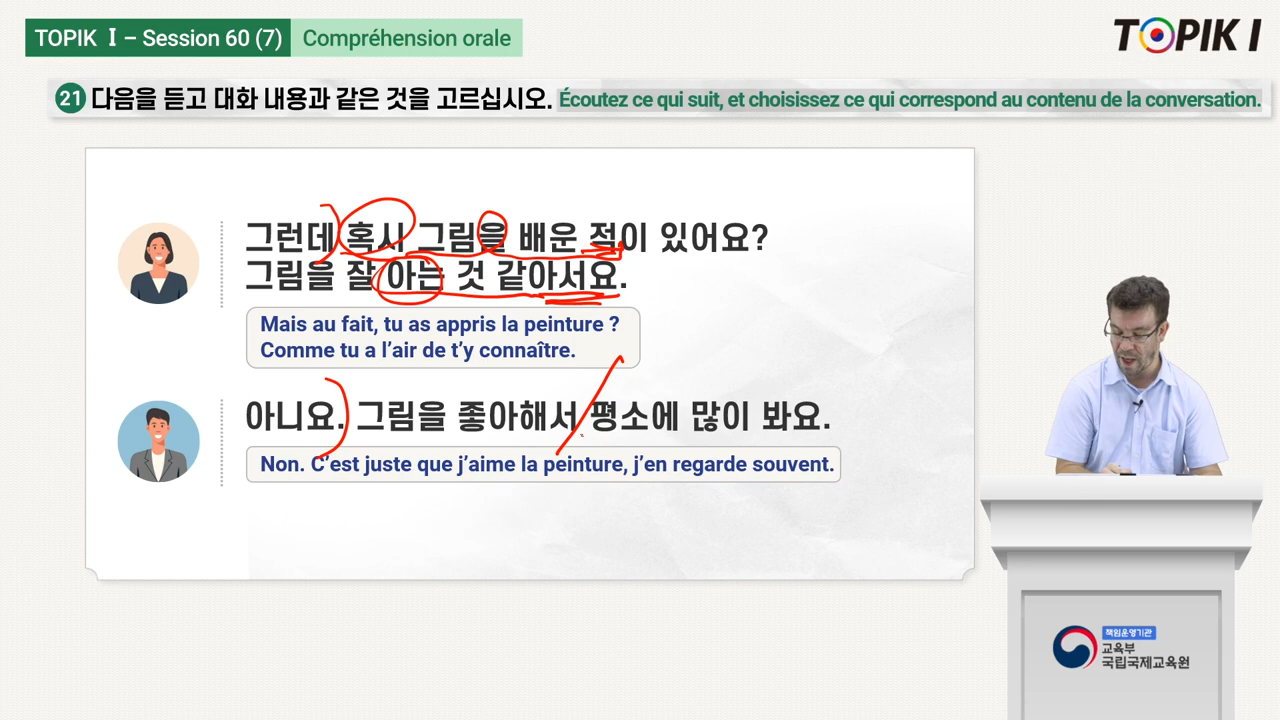 TOPIK Ⅰ – Session 60 (7) Compréhension orale
TOPIK I
21 다음을 듣고 대화 내용과 같은 것을 고르십시오. Écoutez ce qui suit, et choisissez ce qui correspond au contenu de la conversation.
그런데 혹시 그림을 배운 적이 있어요?
그림을 잘 아는 것 같아서요.
Mais au fait, tu as appris la peinture ?
Comme tu a l’air de t’y connaître.
아니요. 그림을 좋아해서 평소에 많이 봐요.
Non. C’est juste que j’aime la peinture, j’en regarde souvent.
책임운영기관
교육부
국립국제교육원